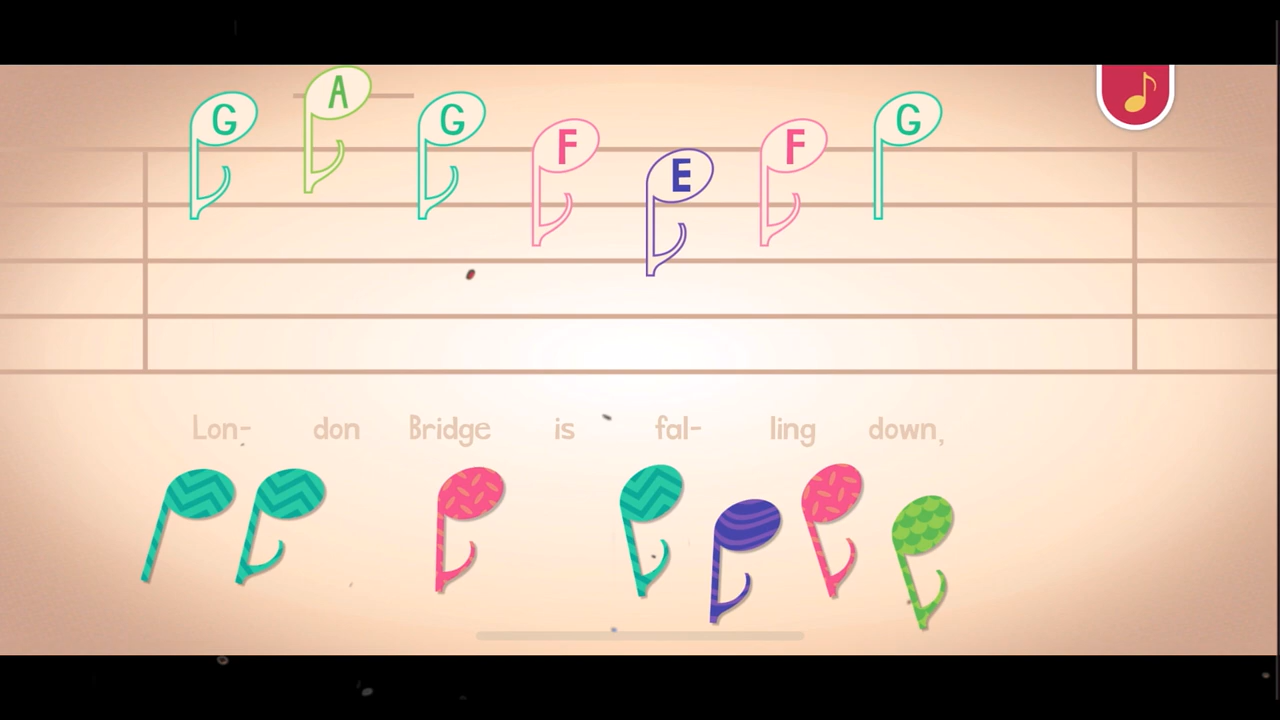 G A G F E F G
Lon- don Bridge is fal- ling down,